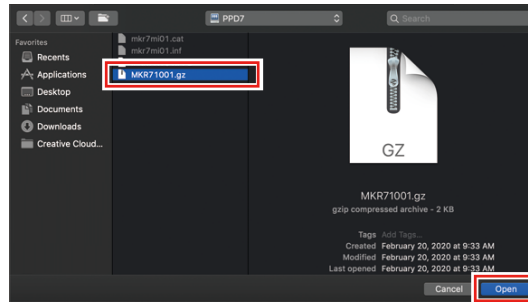 PPD7
Search
Favorites
Recents
Applications
Desktop
Documents
Downloads
Creative Cloud...
mkr7mi01.cat
mkr7mi01.inf
MKR71001.gz
GZ
MKR71001.gz
gzip compressed archive - 2 KB
Tags Add Tags...
Created February 20, 2020 at 9:33 AM
Modified February 20, 2020 at 9:33 AM
Last opened February 20, 2020 at 9:33 AM
Cancel
Open